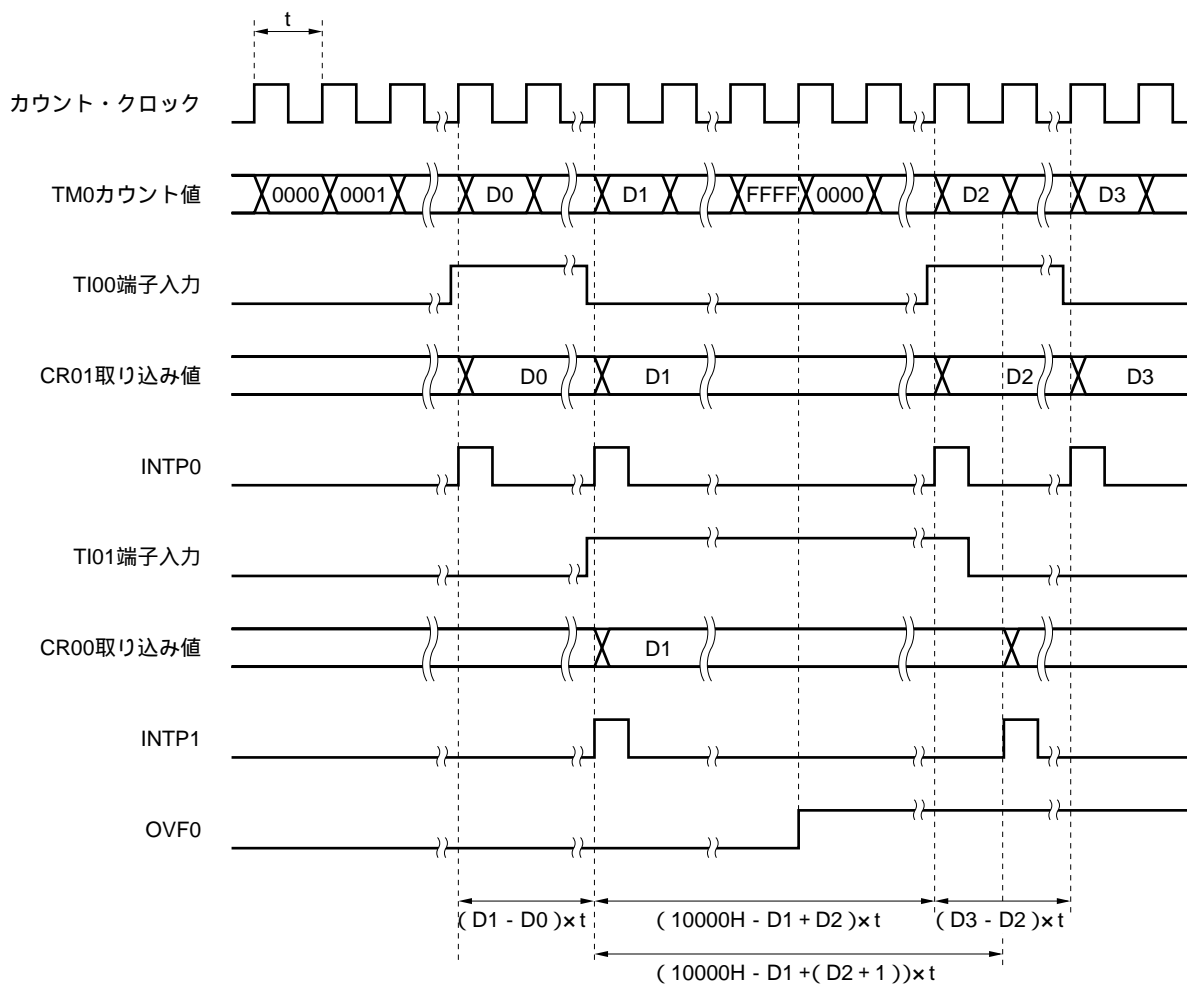 t
カウント・クロック
TM0カウント値
0000 0001 D0 D1 FFFF 0000 D2 D3
TI00端子入力
CR01取り込み値
D0 D1 D2 D3
INTP0
TI01端子入力
CR00取り込み値
D1
INTP1
OVF0
(D1 - D0)×t (10000H - D1 + D2)×t (D3 - D2)×t
(10000H - D1 +(D2 + 1))×t